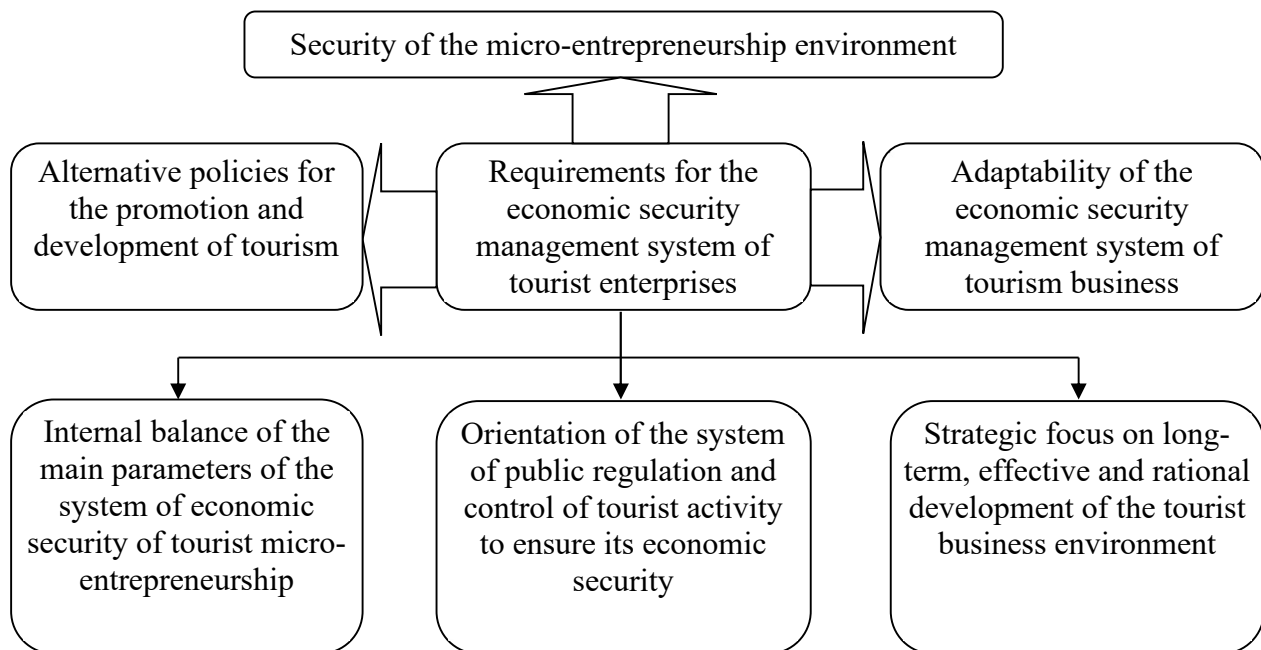 Security of the micro-entrepreneurship environment
Alternative policies for
the promotion and
development of tourism
Requirements for the
economic security
management system of
tourist enterprises
Adaptability of the
economic security
management system of
tourism business
Internal balance of the
main parameters of the
system of economic
security of tourist micro-
entrepreneurship
Orientation of the system
of public regulation and
control of tourist activity
to ensure its economic
security
Strategic focus on long-
term, effective and rational
development of the tourist
business environment